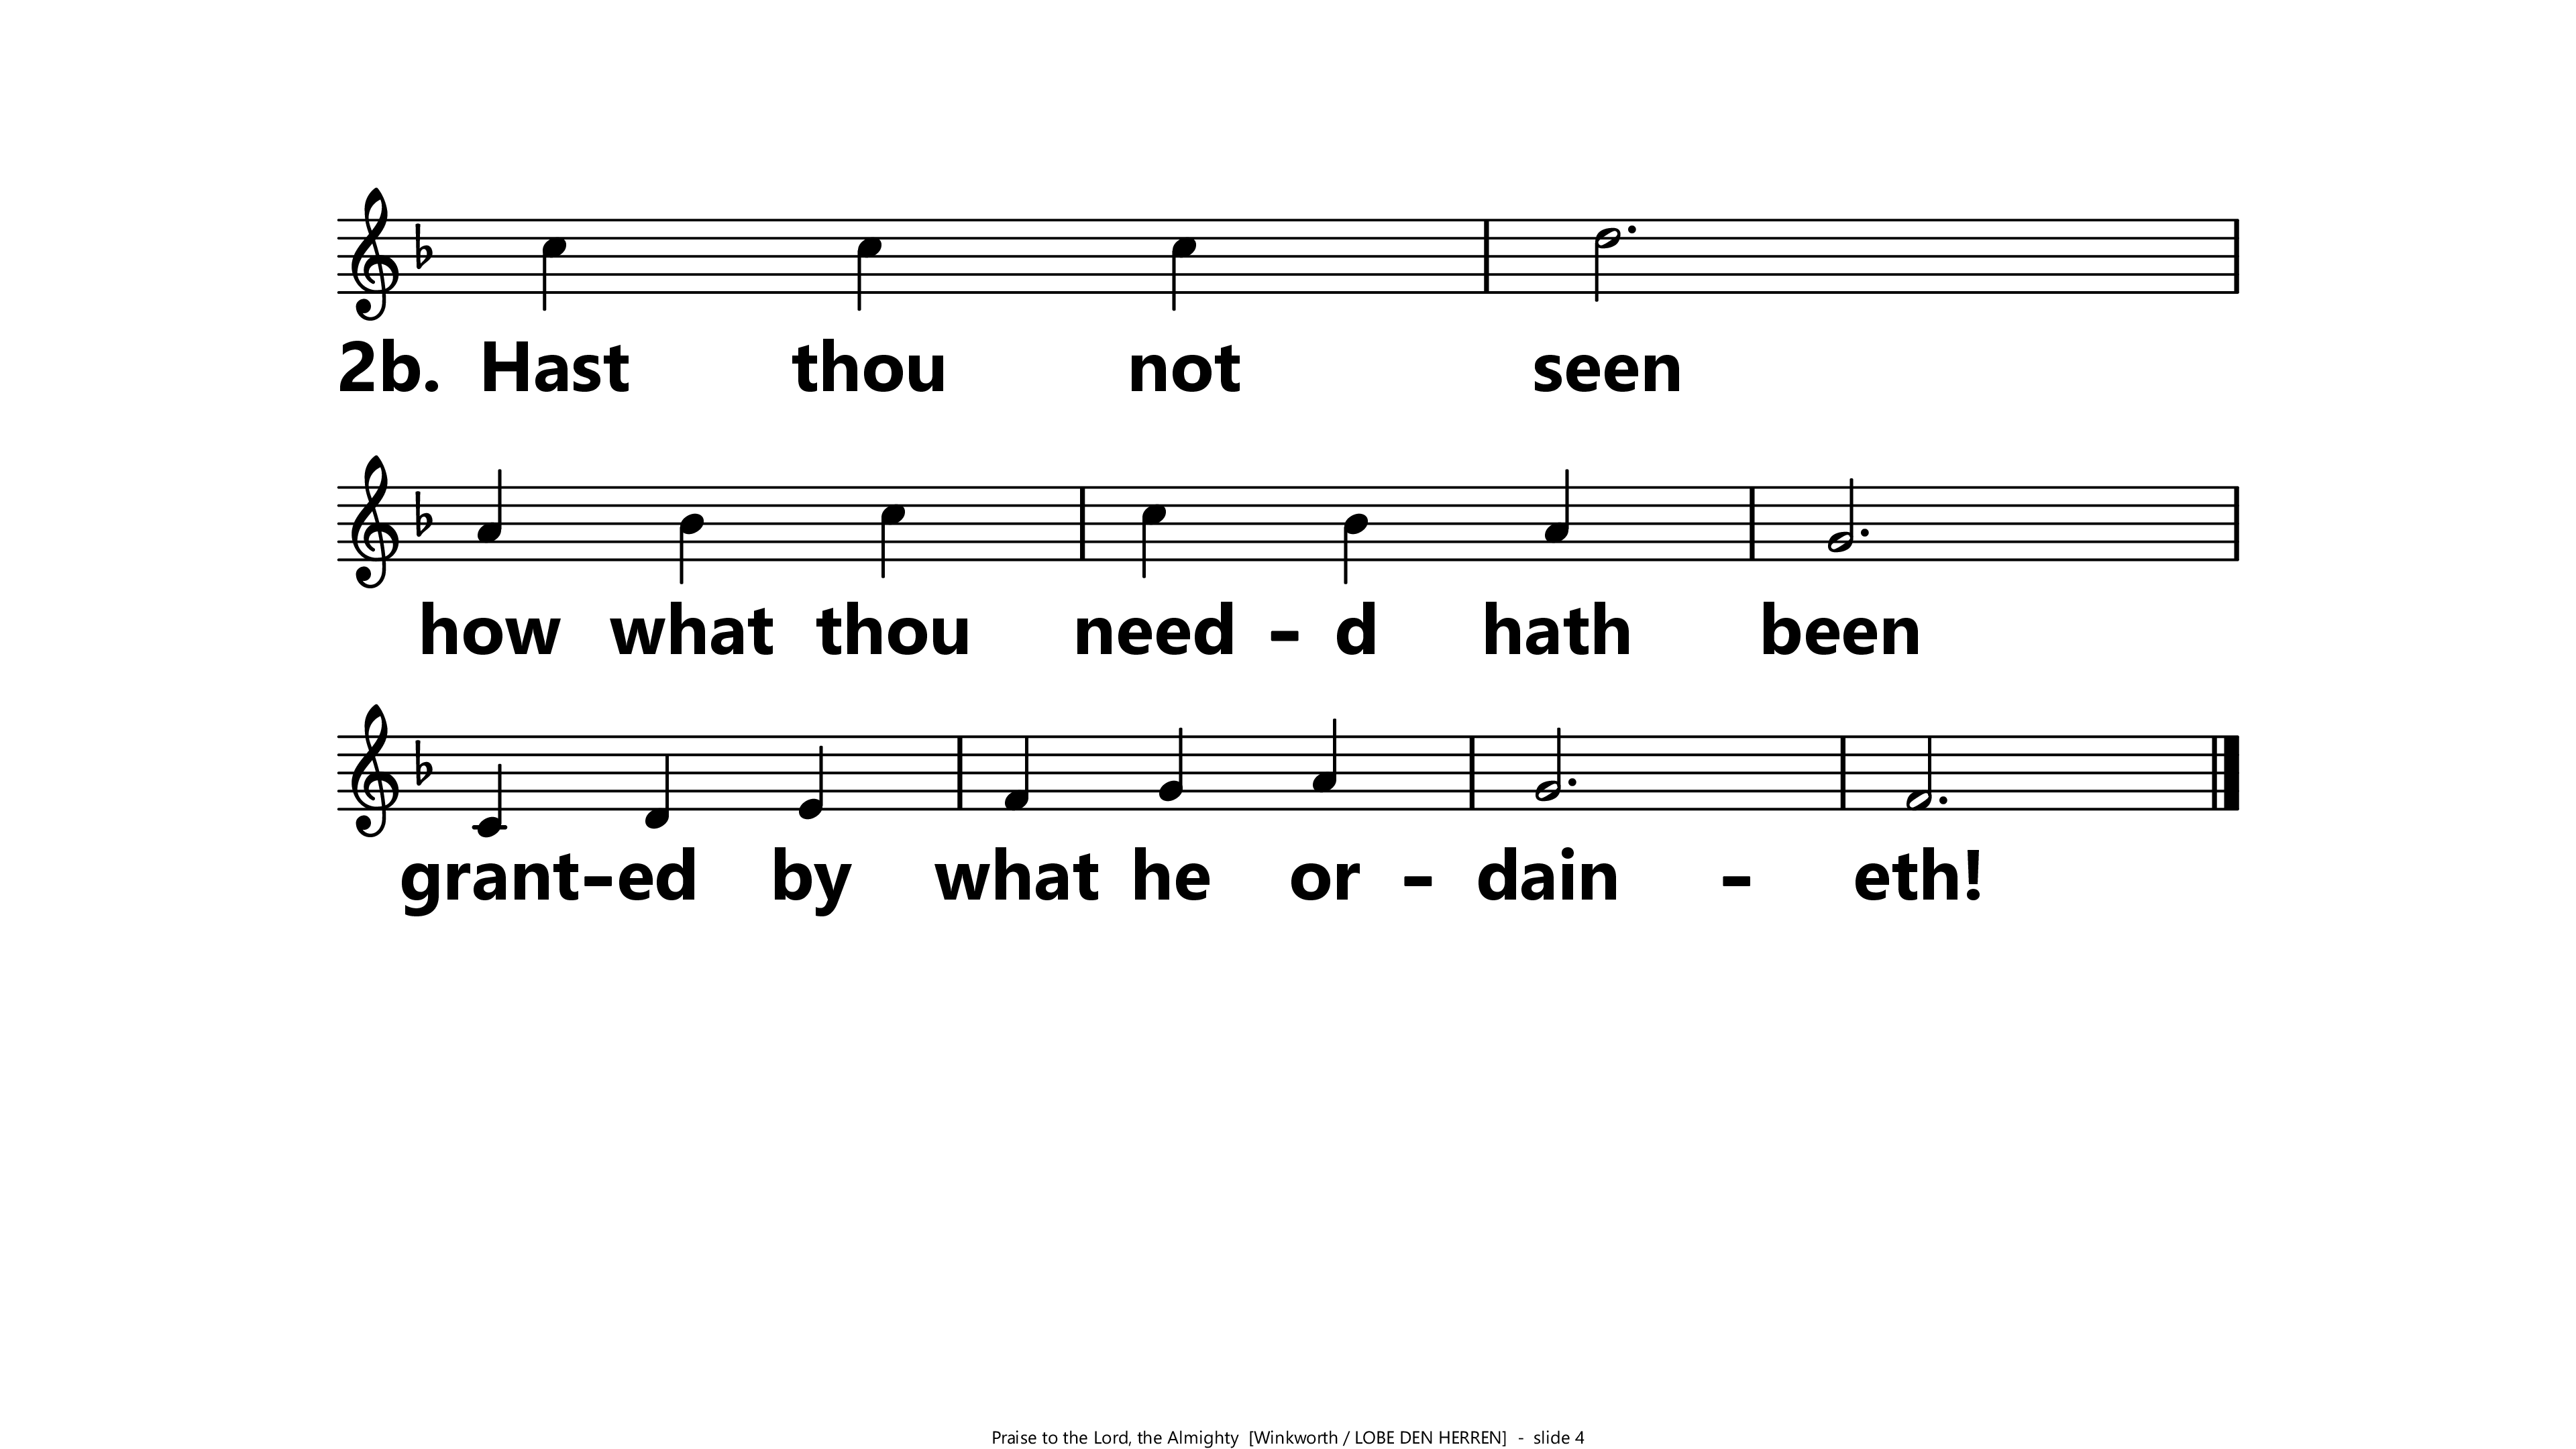 2b. Hast thou not seen
how what thou need - d hath been
grant-ed by what he or - dain - eth!
Praise to the Lord, the Almighty [Winkworth / LOBE DEN HERREN] - slide 4